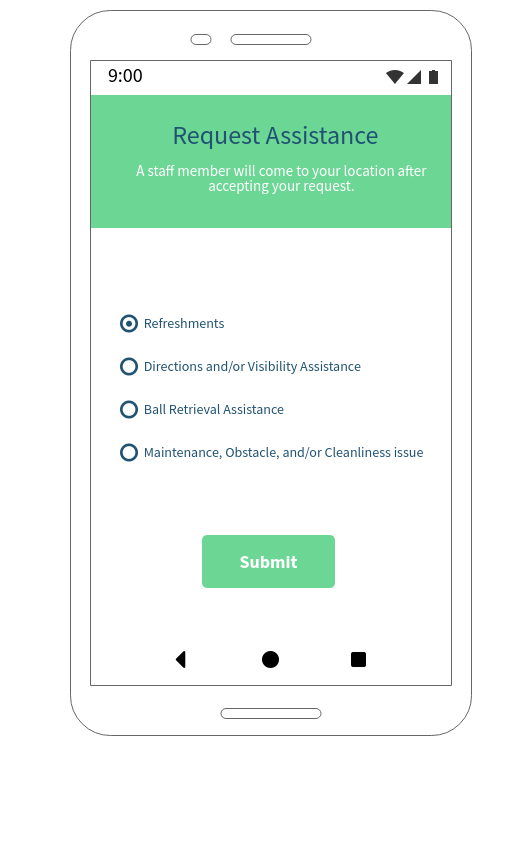 9:00
Request Assistance
A staff member will come to your location after
accepting your request.
Refreshments
Directions and/or Visibility Assistance
Ball Retrieval Assistance
Maintenance, Obstacle, and/or Cleanliness issue
Submit